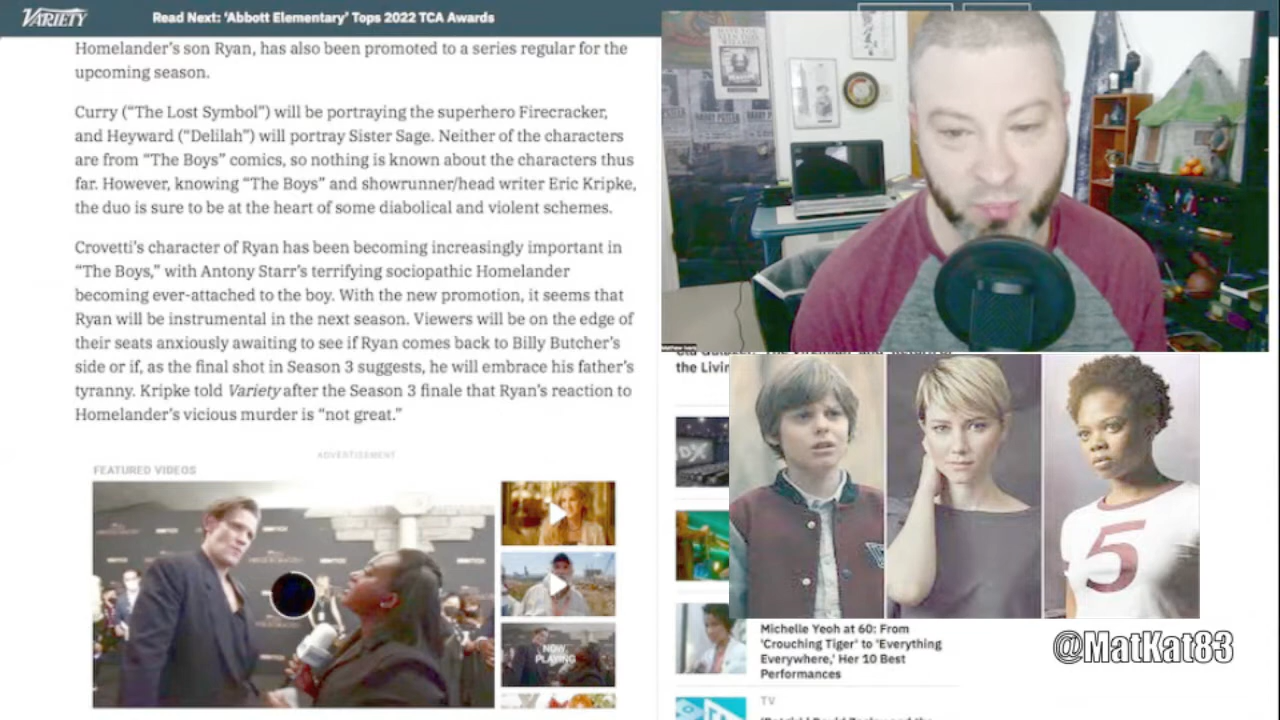 VARIETY
Read Next: ‘Abbott Elementary’ Tops 2022 TCA Awards
Homelander’s son Ryan, has also been promoted to a series regular for the
upcoming season.
Curry (“The Lost Symbol”) will be portraying the superhero Firecracker,
and Heyward (“Delilah”) will portray Sister Sage. Neither of the characters
are from “The Boys” comics, so nothing is known about the characters thus
far. However, knowing “The Boys” and showrunner/head writer Eric Kripke,
the duo is sure to be at the heart of some diabolical and violent schemes.
Crovetti’s character of Ryan has been becoming increasingly important in
“The Boys,” with Antony Starr’s terrifying sociopathic Homelander
becoming ever-attached to the boy. With the new promotion, it seems that
Ryan will be instrumental in the next season. Viewers will be on the edge of
their seats anxiously awaiting to see if Ryan comes back to Billy Butcher’s
side or if, as the final shot in Season 3 suggests, he will embrace his father’s
tyranny. Kripke told Variety after the Season 3 finale that Ryan’s reaction to
Homelander’s vicious murder is “not great.”
ADVERTISEMENT
FEATURED VIDEOS
NOW
PLAYING
the Livin
5
Michelle Yeoh at 60: From
‘Crouching Tiger’ to ‘Everything
Everywhere,’ Her 10 Best
Performances
TV
@MatKat83